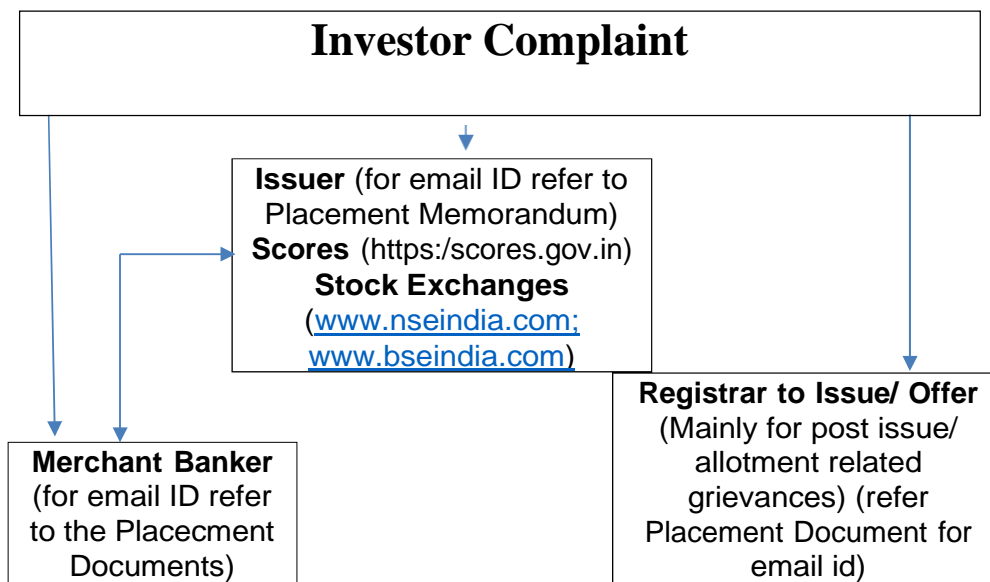 Investor Complaint
Issuer (for email ID refer to
Placement Memorandum)
Scores (https:/scores.gov.in)
Stock Exchanges
(www.nseindia.com;
www.bseindia.com)
Merchant Banker
(for email ID refer
to the Placecment
Documents)
Registrar to Issue/ Offer
(Mainly for post issue/
allotment related
grievances) (refer
Placement Document for
email id)